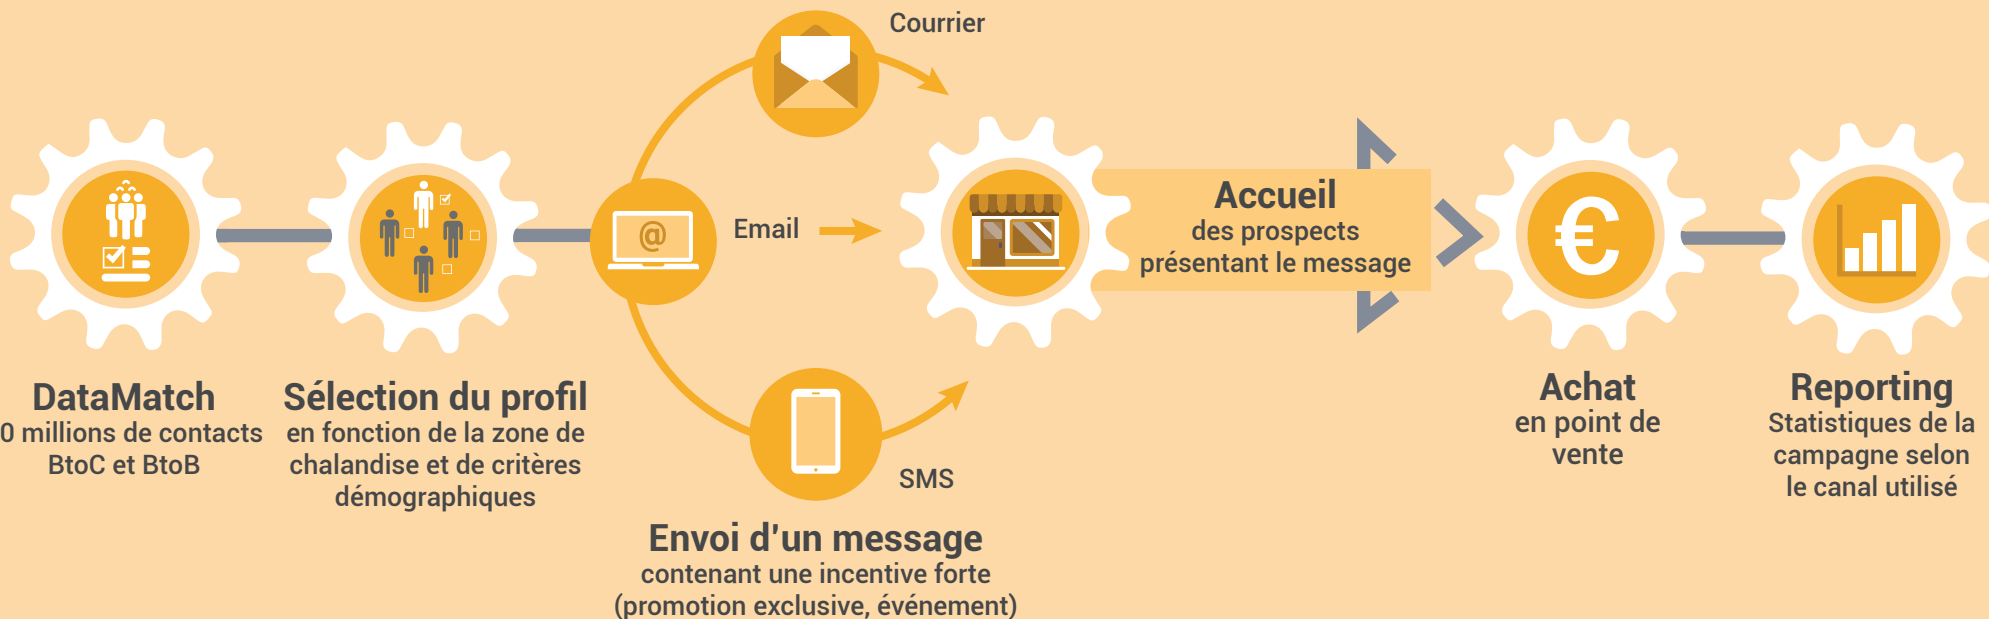 DataMatch
0 millions de contacts
BtoC et BtoB
Sélection du profil
en fonction de la zone de
chalandise et de critères
démographiques
Courrier
@
Email
SMS
Envoi d'un message
contenant une incentive forte
(promotion exclusive, événement)
Accueil
des prospects
présentant le message
€
Achat
en point de
vente
Reporting
Statistiques de la
campagne selon
le canal utilisé